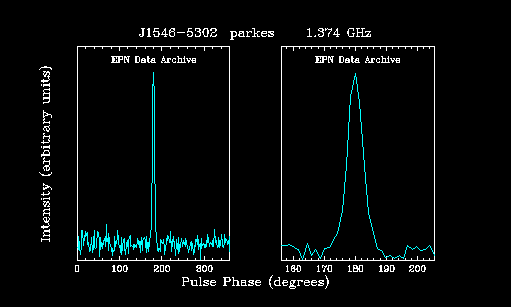 J1546-5302 parkes 1.374 GHz
EPN Data Archive
EPN Data Archive
Intensity (arbitrary units)
0 100 200 300
160 170 180 190 200
Pulse Phase (degrees)